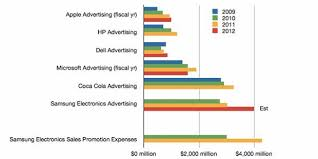 Apple Advertising (fiscal yr)
2009
2010
2011
2012
HP Advertising
Dell Advertising
Microsoft Advertising (fiscal yr)
Coca Cola Advertising
Samsung Electronics Advertising
Est
Samsung Electronics Sales Promotion Expenses
$0 million
$2,000 million
$4,000 million